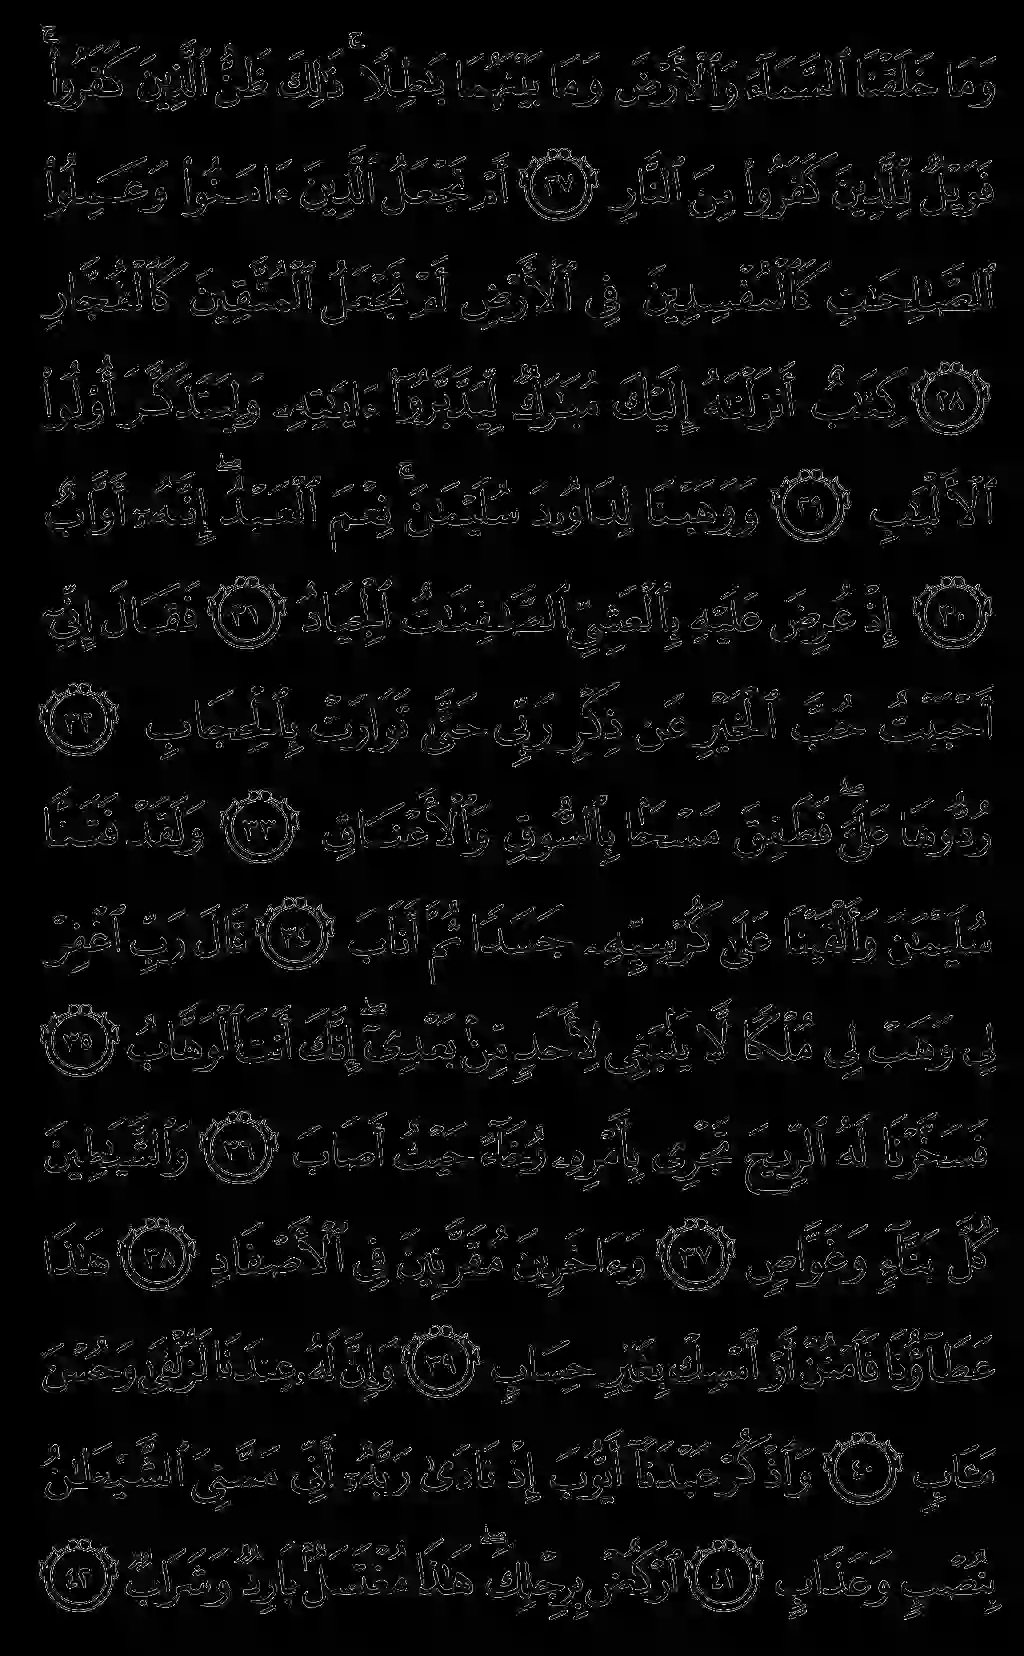 وَمَا خَلَقْنَا ٱلسَّمَآءَ وَٱلْأَرْضَ وَمَا بَيْنَهُمَا بَٰطِلًا ۚ ذَٰلِكَ ظَنُّ ٱلَّذِينَ كَفَرُوا۟ ۚ
فَوَيْلٌ لِّلَّذِينَ كَفَرُوا۟ مِنَ ٱلنَّارِ ٢٧ أَمْ نَجْعَلُ ٱلَّذِينَ ءَامَنُوا۟ وَعَمِلُوا۟
ٱلصَّٰلِحَٰتِ كَٱلْمُفْسِدِينَ فِى ٱلْأَرْضِ أَمْ نَجْعَلُ ٱلْمُتَّقِينَ كَٱلْفُجَّارِ
٢٨ كِتَٰبٌ أَنزَلْنَٰهُ إِلَيْكَ مُبَٰرَكٌ لِّيَدَّبَّرُوٓا۟ ءَايَٰتِهِۦ وَلِيَتَذَكَّرَ أُو۟لُوا۟
ٱلْأَلْبَٰبِ ٢٩ وَوَهَبْنَا لِدَاوُۥدَ سُلَيْمَٰنَ ۚ نِعْمَ ٱلْعَبْدُ ۖ إِنَّهُۥٓ أَوَّابٌ
٣٠ إِذْ عُرِضَ عَلَيْهِ بِٱلْعَشِىِّ ٱلصَّٰفِنَٰتُ ٱلْجِيَادُ ٣١ فَقَالَ إِنِّىٓ
أَحْبَبْتُ حُبَّ ٱلْخَيْرِ عَن ذِكْرِ رَبِّى حَتَّىٰ تَوَارَتْ بِٱلْحِجَابِ ٣٢
رُدُّوهَا عَلَىَّ ۖ فَطَفِقَ مَسْحًۢا بِٱلسُّوقِ وَٱلْأَعْنَاقِ ٣٣ وَلَقَدْ فَتَنَّا
سُلَيْمَٰنَ وَأَلْقَيْنَا عَلَىٰ كُرْسِيِّهِۦ جَسَدًا ثُمَّ أَنَابَ ٣٤ قَالَ رَبِّ ٱغْفِرْ
لِى وَهَبْ لِى مُلْكًا لَّا يَنۢبَغِى لِأَحَدٍ مِّنۢ بَعْدِىٓ ۖ إِنَّكَ أَنتَ ٱلْوَهَّابُ ٣٥
فَسَخَّرْنَا لَهُ ٱلرِّيحَ تَجْرِى بِأَمْرِهِۦ رُخَآءً حَيْثُ أَصَابَ ٣٦ وَٱلشَّيَٰطِينَ
كُلَّ بَنَّآءٍ وَغَوَّاصٍ ٣٧ وَءَاخَرِينَ مُقَرَّنِينَ فِى ٱلْأَصْفَادِ ٣٨ هَٰذَا
عَطَآؤُنَا فَٱمْنُنْ أَوْ أَمْسِكْ بِغَيْرِ حِسَابٍ ٣٩ وَإِنَّ لَهُۥ عِندَنَا لَزُلْفَىٰ وَحُسْنَ
مَـَٔابٍ ٤٠ وَٱذْكُرْ عَبْدَنَآ أَيُّوبَ إِذْ نَادَىٰ رَبَّهُۥٓ أَنِّى مَسَّنِىَ ٱلشَّيْطَٰنُ
بِنُصْبٍ وَعَذَابٍ ٤١ ٱرْكُضْ بِرِجْلِكَ ۖ هَٰذَا مُغْتَسَلٌۢ بَارِدٌ وَشَرَابٌ ٤٢